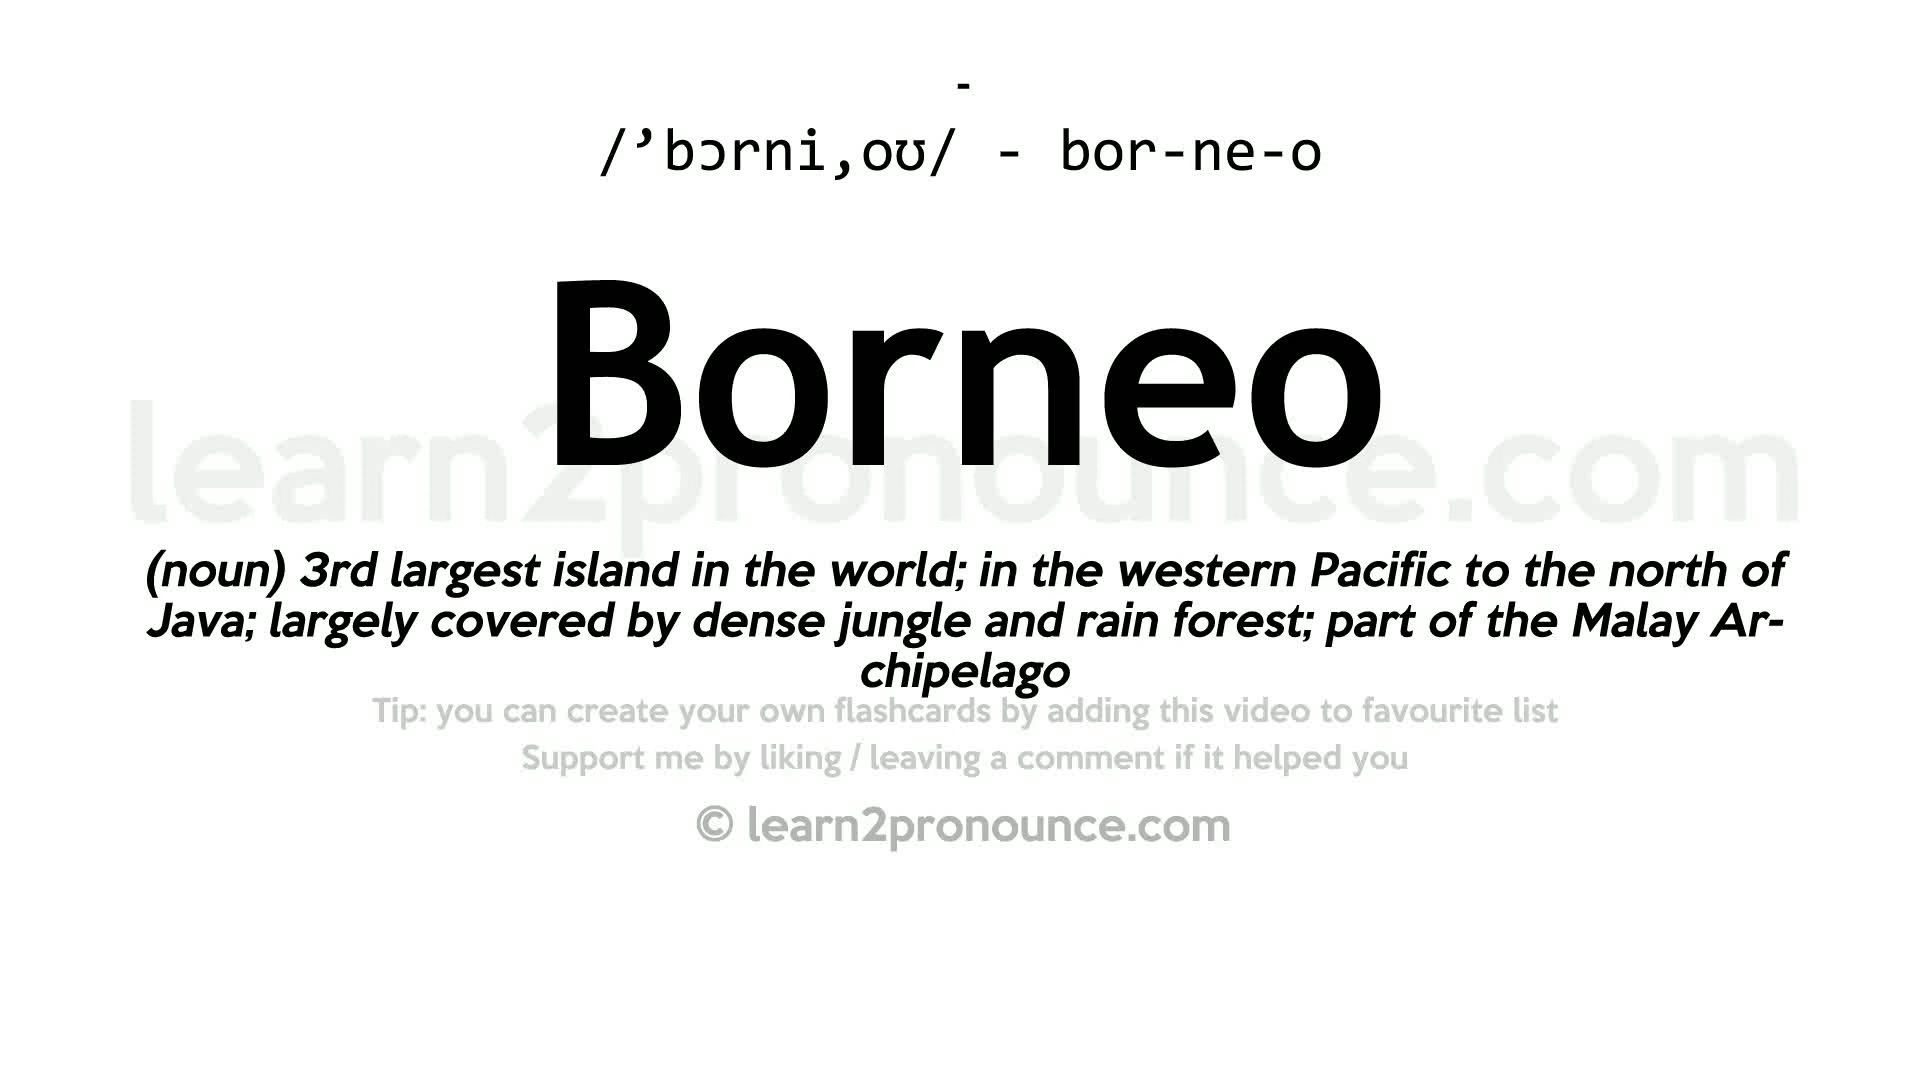 -
/’bɔrni,oʊ/ - bor-ne-o
Borneo
learn2pronounce.com
(noun) 3rd largest island in the world; in the western Pacific to the north of
Java; largely covered by dense jungle and rain forest; part of the Malay Ar-
chipelago
Tip: you can create your own flashcards by adding this video to favourite list
Support me by liking / leaving a comment if it helped you
© learn2pronounce.com